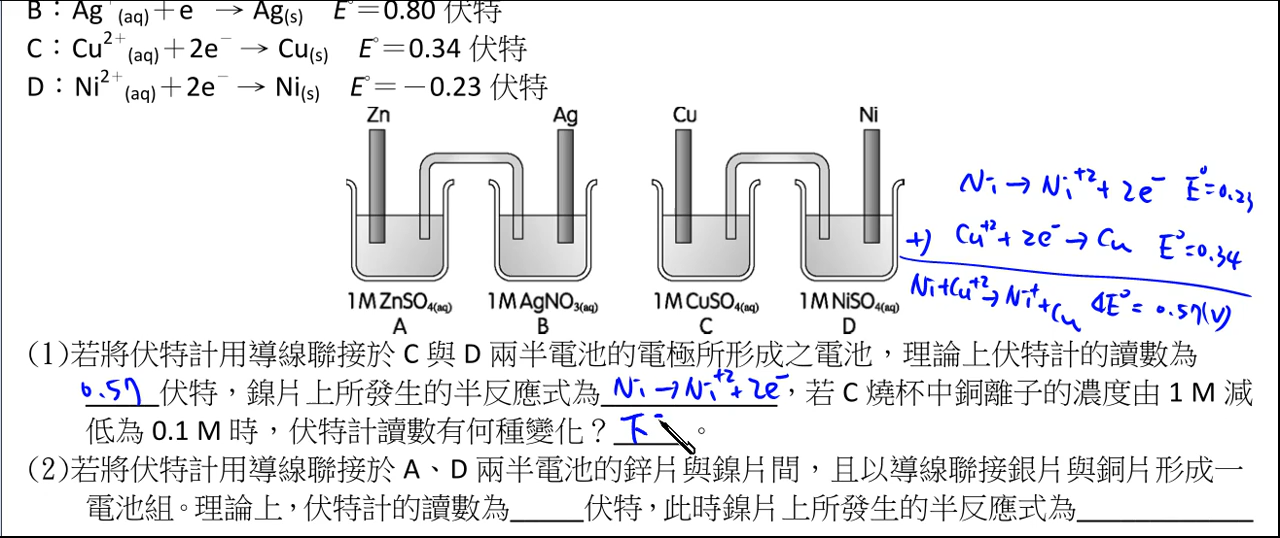 B：Ag⁺(aq)＋e → Ag(s) E°＝0.80 伏特
C：Cu²⁺(aq)＋2e⁻ → Cu(s) E°＝0.34 伏特
D：Ni²⁺(aq)＋2e⁻ → Ni(s) E°＝－0.23 伏特
Zn Ag Cu Ni
Ni → Ni⁺² + 2e⁻ E°=0.23
+) Cu⁺² + 2e⁻ → Cu E°=0.34
Ni+Cu⁺² → Ni⁺+Cu ΔE°= 0.57(V)
1 M ZnSO₄(aq) 1 M AgNO₃(aq) 1 M CuSO₄(aq) 1 M NiSO₄(aq)
A B C D
(1)若將伏特計用導線聯接於 C 與 D 兩半電池的電極所形成之電池，理論上伏特計的讀數為
0.57 伏特，鎳片上所發生的半反應式為 Ni → Ni⁺² + 2e⁻，若 C 燒杯中銅離子的濃度由 1 M 減
低為 0.1 M 時，伏特計讀數有何種變化？下。
(2)若將伏特計用導線聯接於 A、D 兩半電池的鋅片與鎳片間，且以導線聯接銀片與銅片形成一
電池組。理論上，伏特計的讀數為_____伏特，此時鎳片上所發生的半反應式為____________